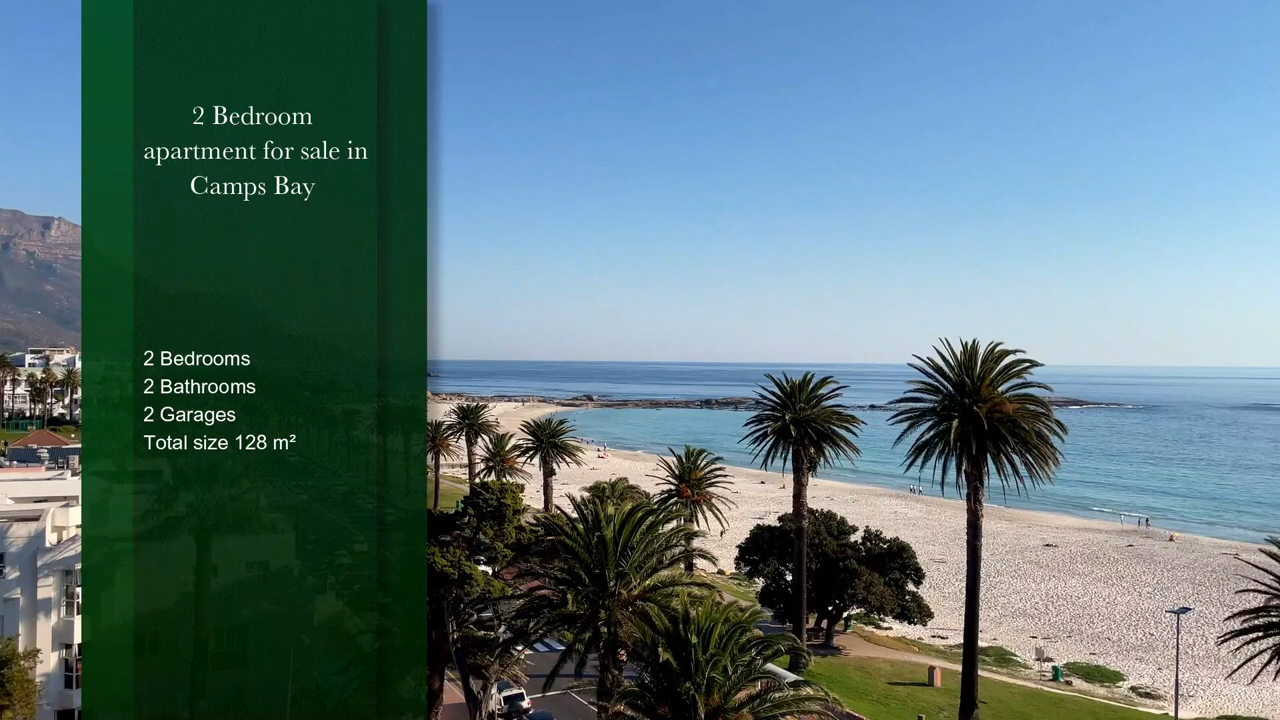 2 Bedroom
apartment for sale in
Camps Bay
2 Bedrooms
2 Bathrooms
2 Garages
Total size 128 m²